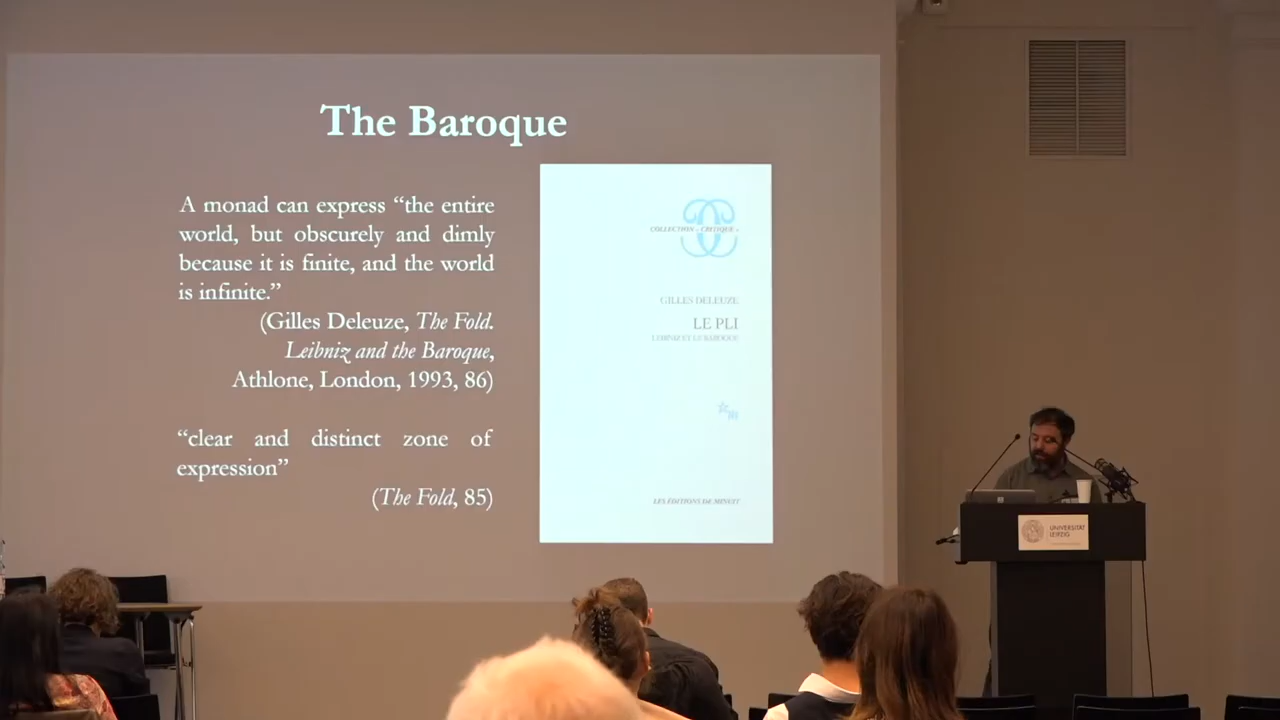 The Baroque
A monad can express “the entire
world, but obscurely and dimly
because it is finite, and the world
is infinite.”
(Gilles Deleuze, The Fold.
Leibniz and the Baroque,
Athlone, London, 1993, 86)
“clear and distinct zone of
expression”
(The Fold, 85)
COLLECTION « CRITIQUE »
GILLES DELEUZE
LE PLI
LEIBNIZ ET LE BAROQUE
LES ÉDITIONS DE MINUIT
UNIVERSITÄT
LEIPZIG